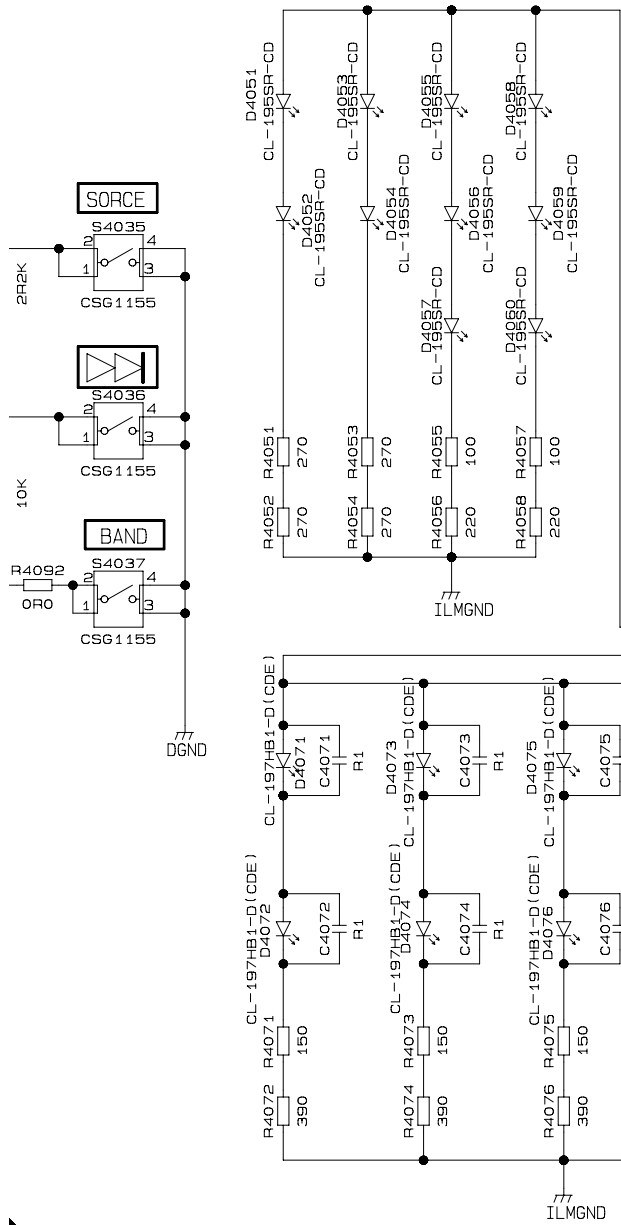 SORCE
S4035
2
4
1
3
CSG1155
2R2K
S4036
2
4
1
3
CSG1155
10K
BAND
R4092
0R0
S4037
2
4
1
3
CSG1155
DGND
D4051
CL-195SR-CD
D4053
CL-195SR-CD
D4055
CL-195SR-CD
D4058
CL-195SR-CD
D4052
CL-195SR-CD
D4054
CL-195SR-CD
D4056
CL-195SR-CD
D4059
CL-195SR-CD
D4057
CL-195SR-CD
D4060
CL-195SR-CD
R4051
270
R4053
270
R4055
100
R4057
100
R4052
270
R4054
270
R4056
220
R4058
220
ILMGND
CL-197HB1-D(CDE)
D4071
C4071
R1
D4073
CL-197HB1-D(CDE)
C4073
R1
D4075
CL-197HB1-D(CDE)
C4075
CL-197HB1-D(CDE)
D4072
C4072
R1
CL-197HB1-D(CDE)
D4074
C4074
R1
CL-197HB1-D(CDE)
D4076
C4076
R4071
150
R4073
150
R4075
150
R4072
390
R4074
390
R4076
390
ILMGND